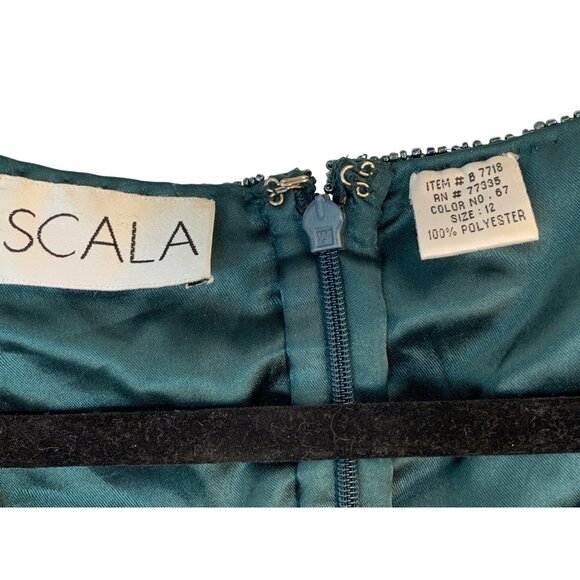 SCALA
ITEM # B 7718
RN # 77335
COLOR NO. 67
SIZE: 12
100% POLYESTER